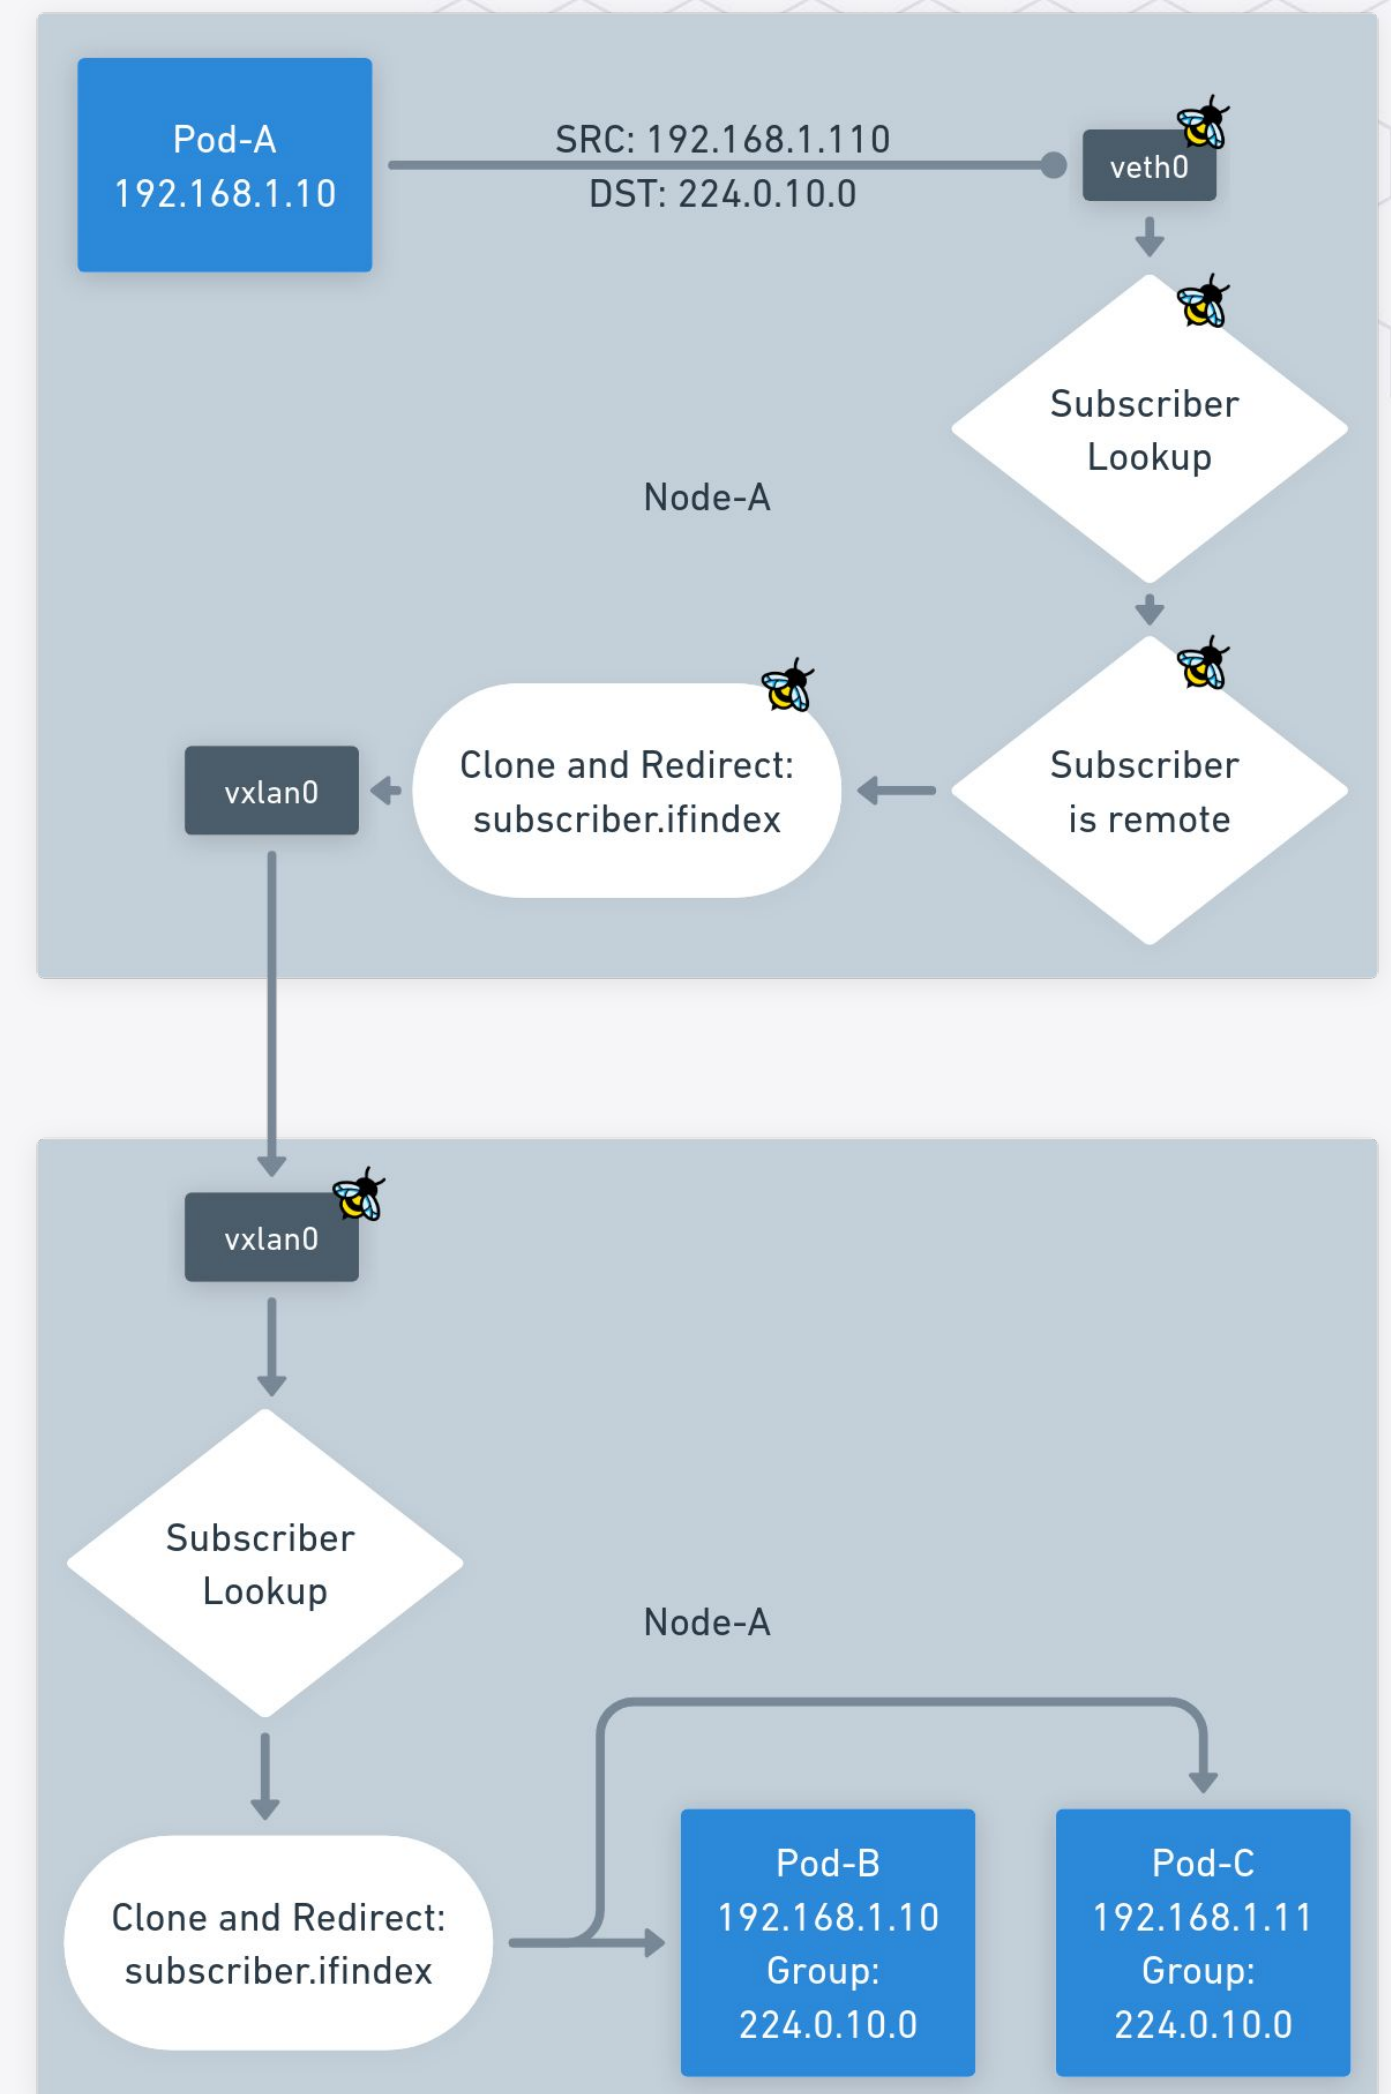 Pod-A
192.168.1.10
SRC: 192.168.1.110
DST: 224.0.10.0
veth0
Subscriber
Lookup
Node-A
Subscriber
is remote
Clone and Redirect:
subscriber.ifindex
vxlan0
vxlan0
Subscriber
Lookup
Node-A
Clone and Redirect:
subscriber.ifindex
Pod-B
192.168.1.10
Group:
224.0.10.0
Pod-C
192.168.1.11
Group:
224.0.10.0